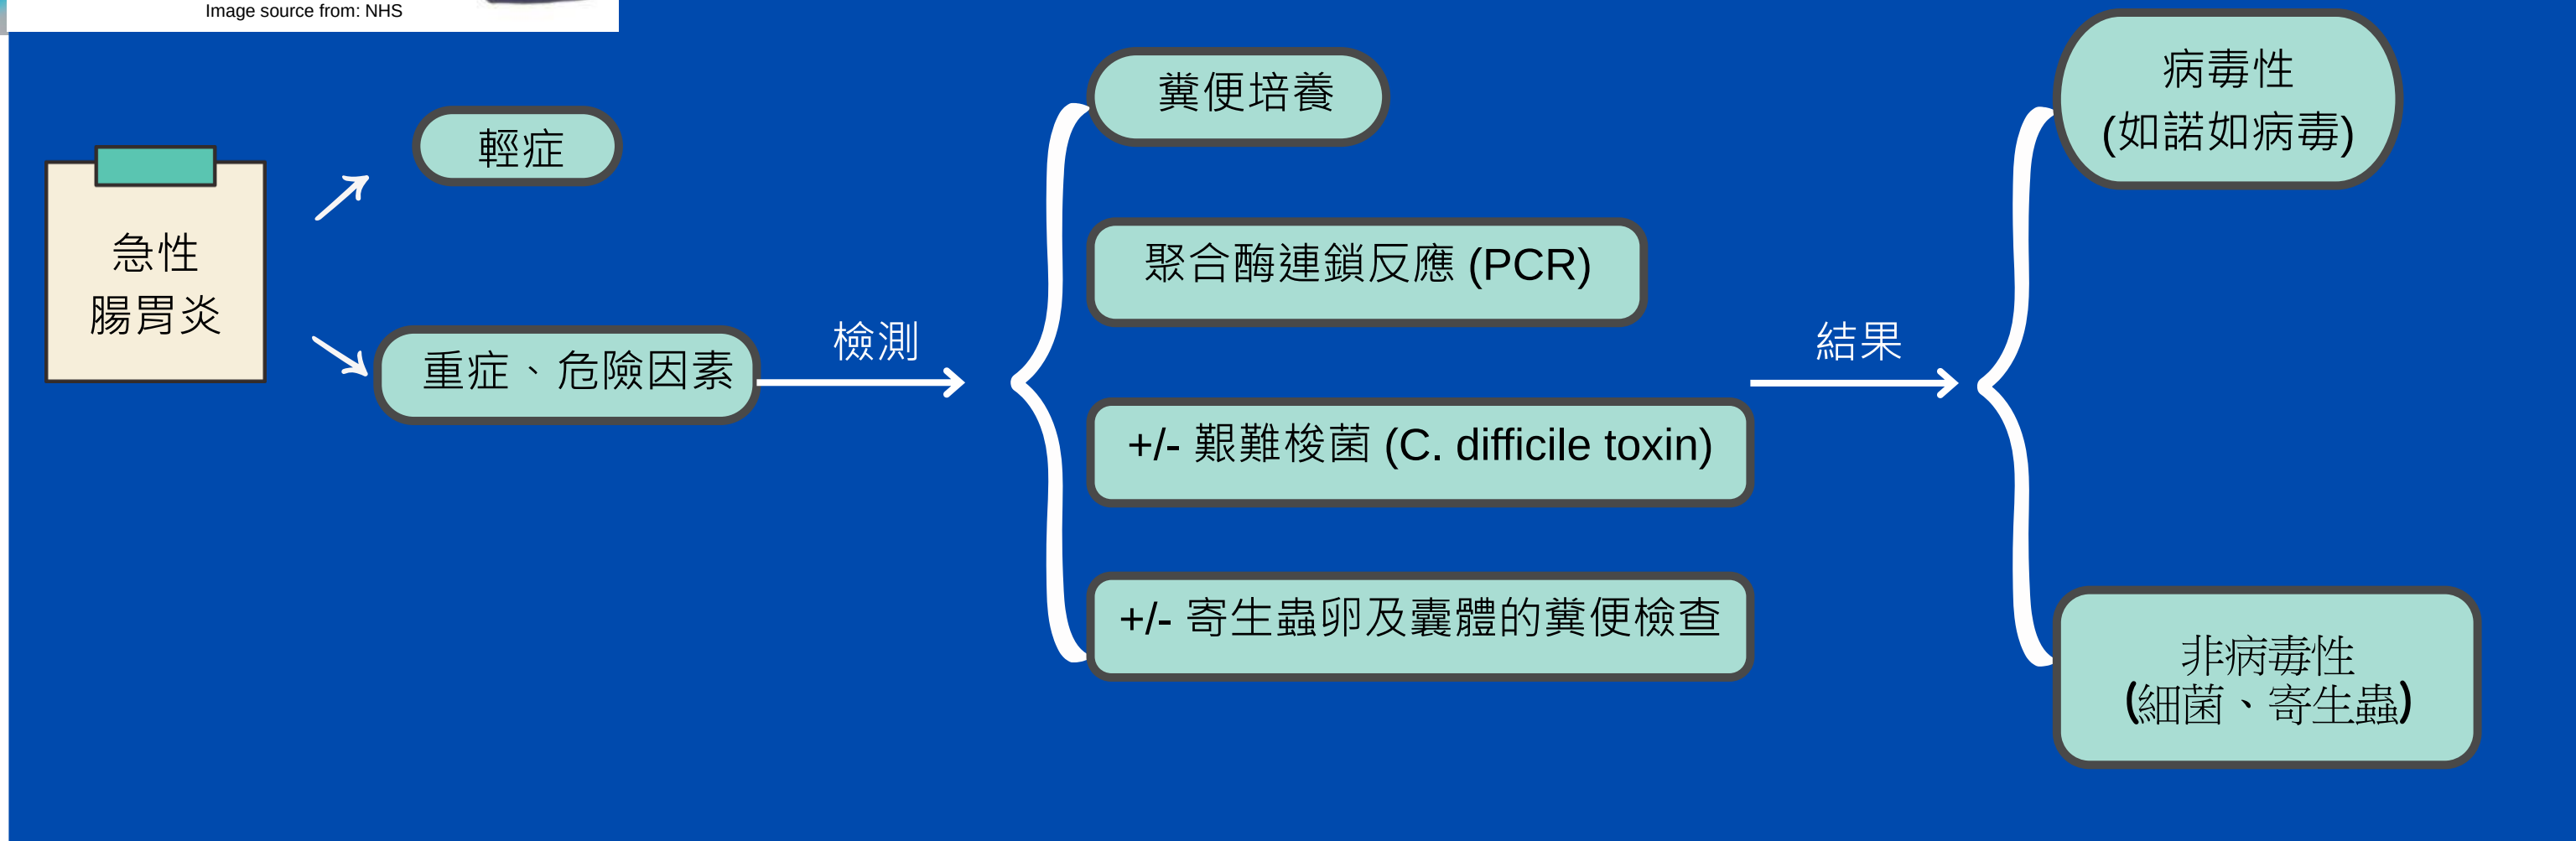 Image source from: NHS
急性
腸胃炎
輕症
重症、危險因素
檢測
糞便培養
聚合酶連鎖反應 (PCR)
+/- 艱難梭菌 (C. difficile toxin)
+/- 寄生蟲卵及囊體的糞便檢查
結果
病毒性
(如諾如病毒)
非病毒性
(細菌、寄生蟲)